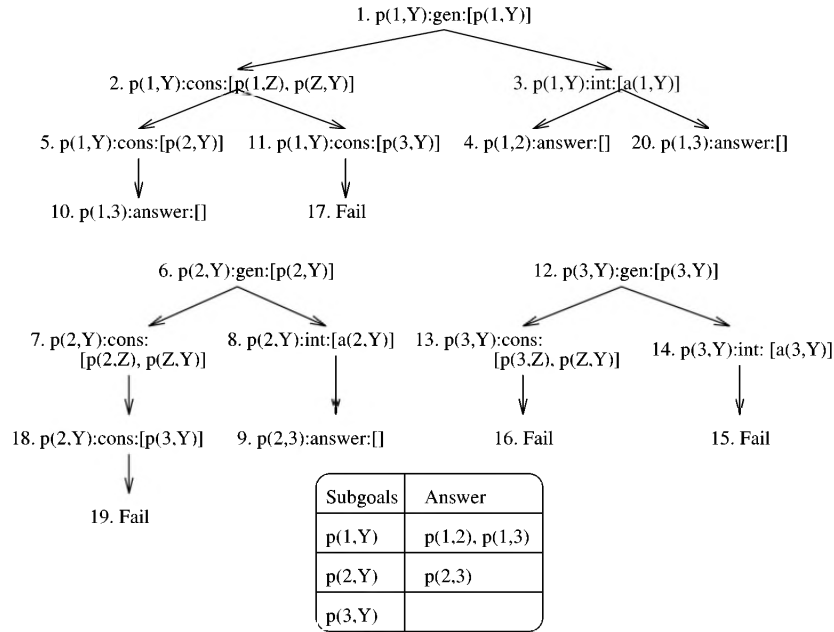 1. p(1,Y):gen:[p(1,Y)]
2. p(1,Y):cons:[p(1,Z), p(Z,Y)]
3. p(1,Y):int:[a(1,Y)]
5. p(1,Y):cons:[p(2,Y)]
11. p(1,Y):cons:[p(3,Y)]
4. p(1,2):answer:[]
20. p(1,3):answer:[]
10. p(1,3):answer:[]
17. Fail
6. p(2,Y):gen:[p(2,Y)]
12. p(3,Y):gen:[p(3,Y)]
7. p(2,Y):cons:
[p(2,Z), p(Z,Y)]
8. p(2,Y):int:[a(2,Y)]
13. p(3,Y):cons:
[p(3,Z), p(Z,Y)]
14. p(3,Y):int: [a(3,Y)]
18. p(2,Y):cons:[p(3,Y)]
9. p(2,3):answer:[]
16. Fail
15. Fail
19. Fail
Subgoals Answer
p(1,Y) p(1,2), p(1,3)
p(2,Y) p(2,3)
p(3,Y)